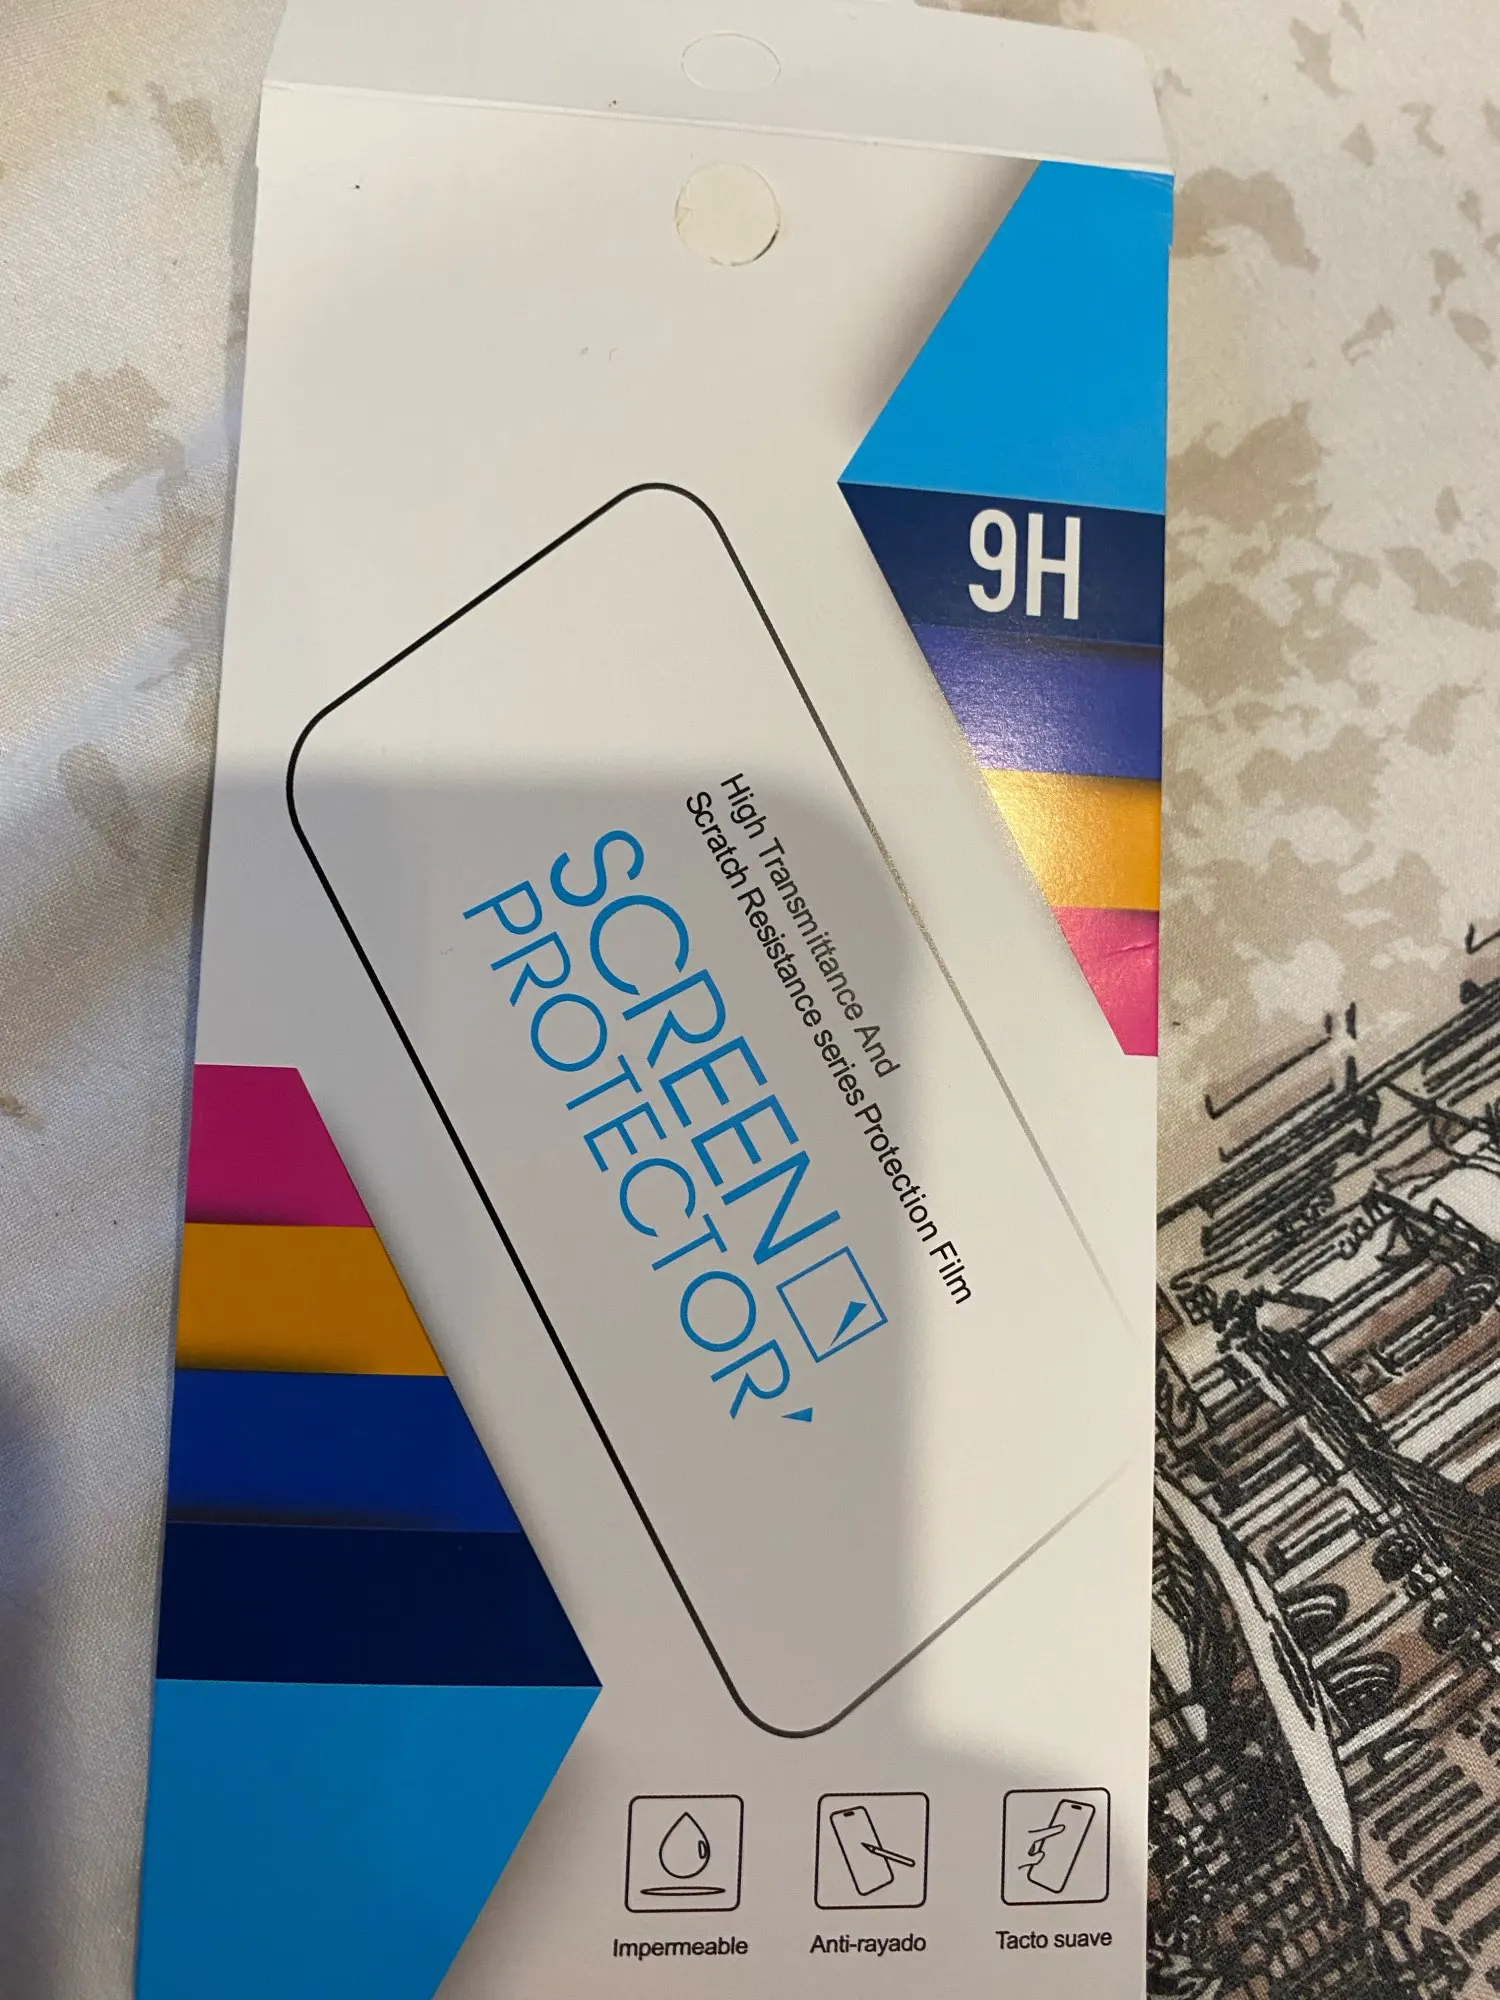 9H
High Transmittance And
Scratch Resistance series Protection Film
SCREEN
PROTECTOR'
Impermeable
Anti-rayado
Tacto suave